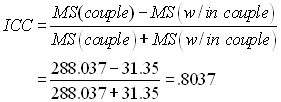 ICC = MS(couple) − MS(w/in couple) / MS(couple) + MS(w/in couple)
= 288.037 − 31.35 / 288.037 + 31.35 = .8037